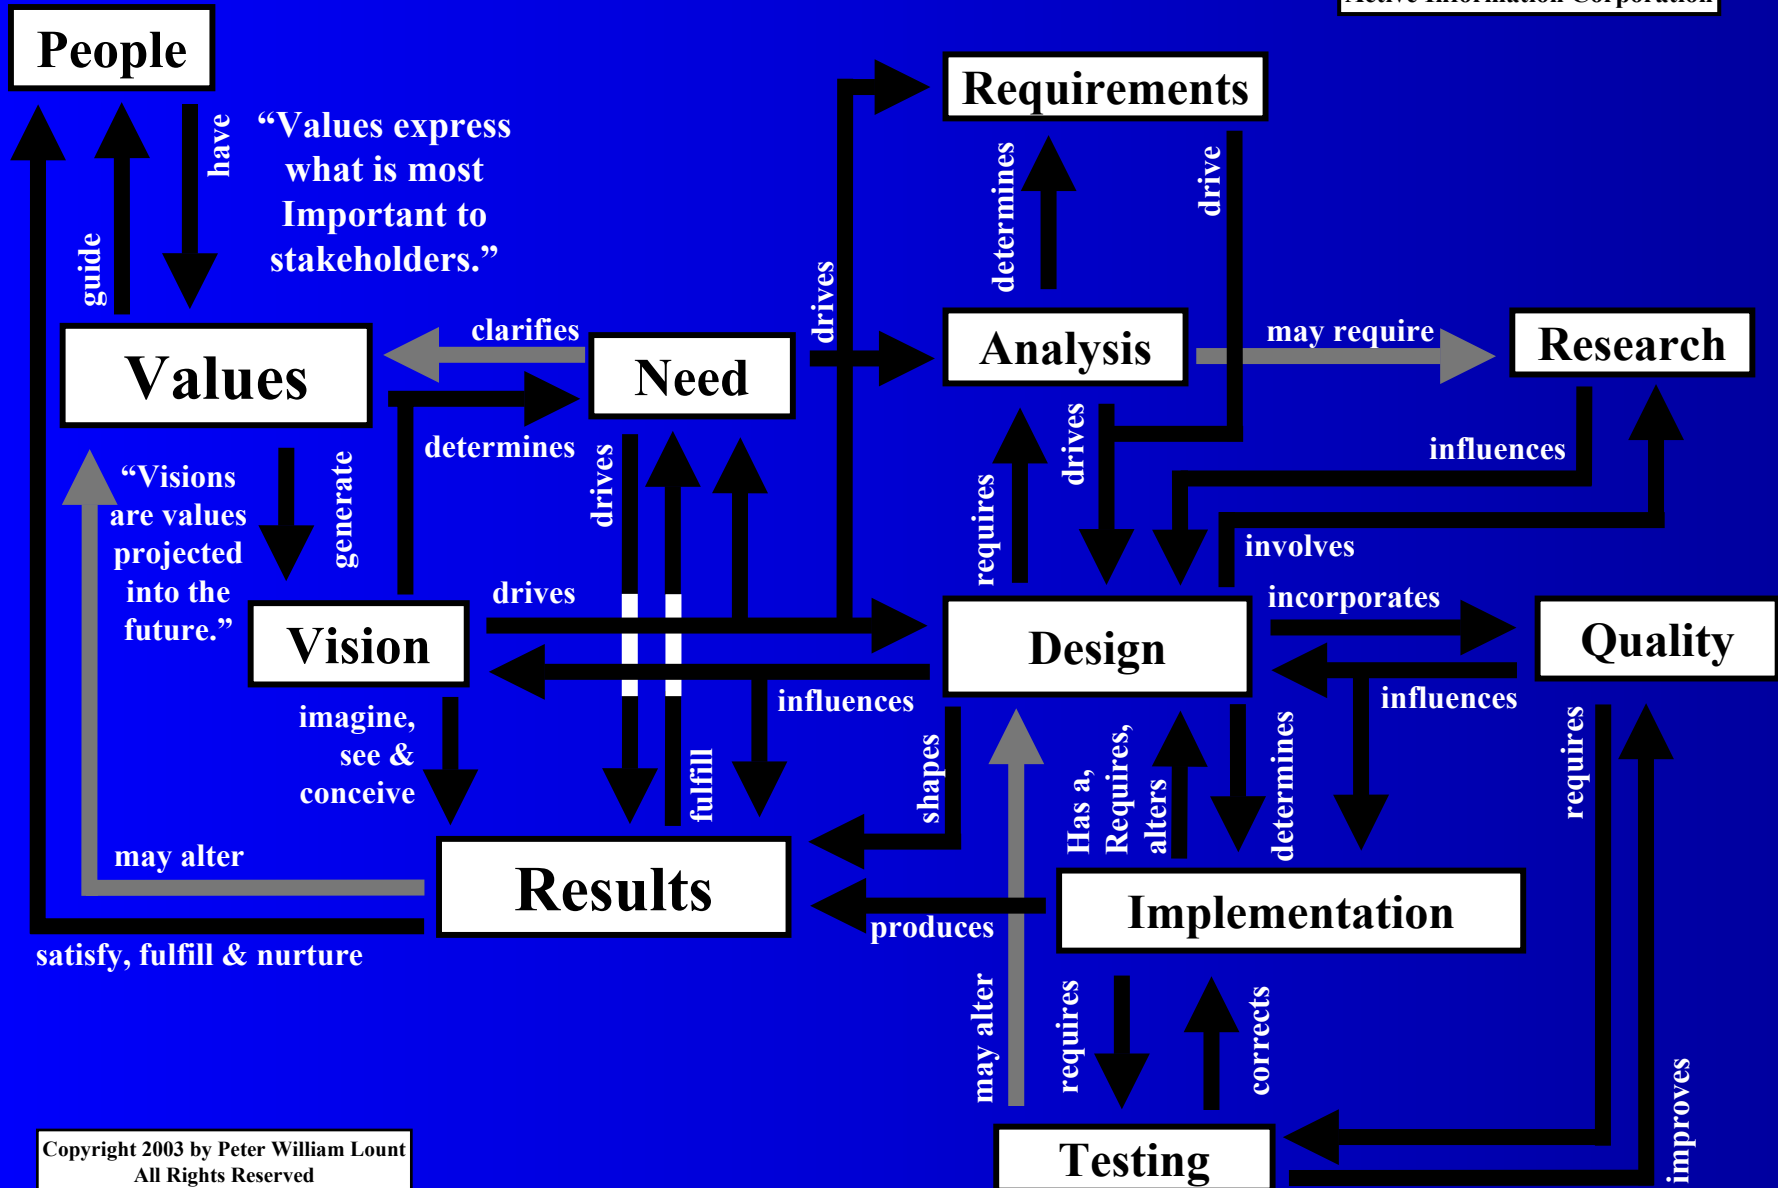 Active Information Corporation
People
Requirements
have
“Values express
what is most
Important to
stakeholders.”
guide
determines
drive
drives
clarifies
may require
Values
Need
Analysis
Research
determines
drives
drives
influences
“Visions
are values
projected
into the
future.”
generate
requires
involves
drives
incorporates
Vision
Design
Quality
influences
influences
imagine,
see &
conceive
fulfill
shapes
Has a,
Requires,
alters
determines
requires
may alter
Results
Implementation
produces
satisfy, fulfill & nurture
may alter
requires
corrects
improves
Testing
Copyright 2003 by Peter William Lount
All Rights Reserved